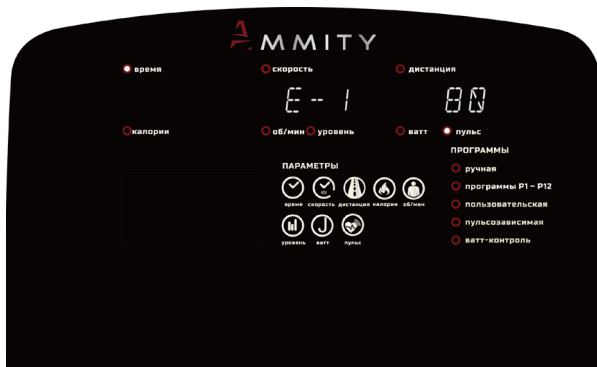 AMMITY
время скорость дистанция
E--1 80
калории об/мин уровень ватт пульс
ПРОГРАММЫ
ручная
программы P1 – P12
пользовательская
пульсозависимая
ватт-контроль
ПАРАМЕТРЫ
время скорость дистанция калории об/мин
уровень ватт пульс